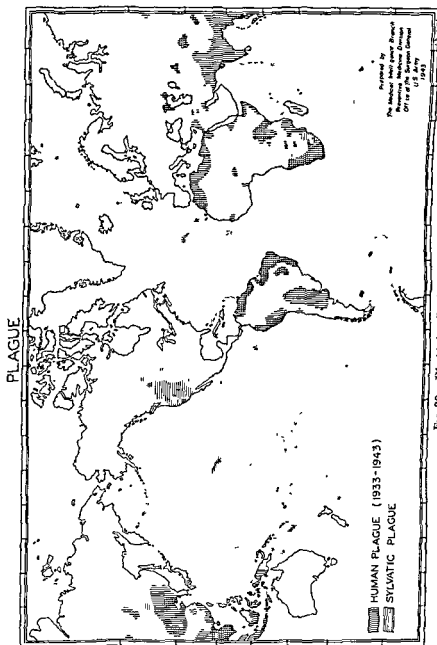 PLAGUE
Prepared by
The Medical Intelligence Branch
Preventive Medicine Division
Office of the Surgeon General
U.S. Army
1943
HUMAN PLAGUE (1933-1943)
SYLVATIC PLAGUE